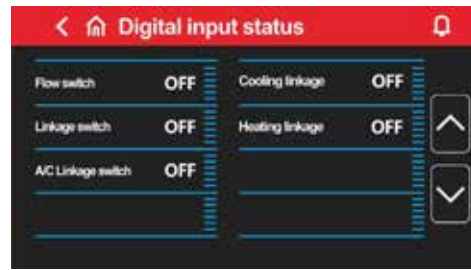 Digital input status
Flow switch OFF
Cooling linkage OFF
Linkage switch OFF
Heating linkage OFF
A/C Linkage switch OFF